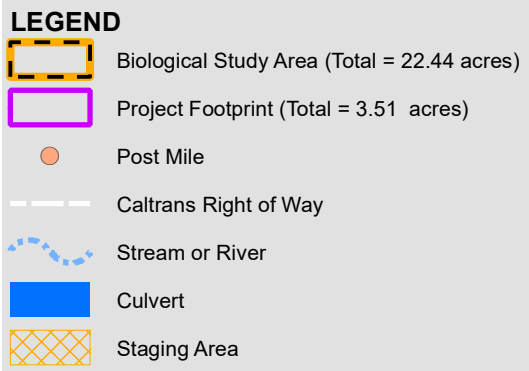 LEGEND
Biological Study Area (Total = 22.44 acres)
Project Footprint (Total = 3.51 acres)
Post Mile
Caltrans Right of Way
Stream or River
Culvert
Staging Area